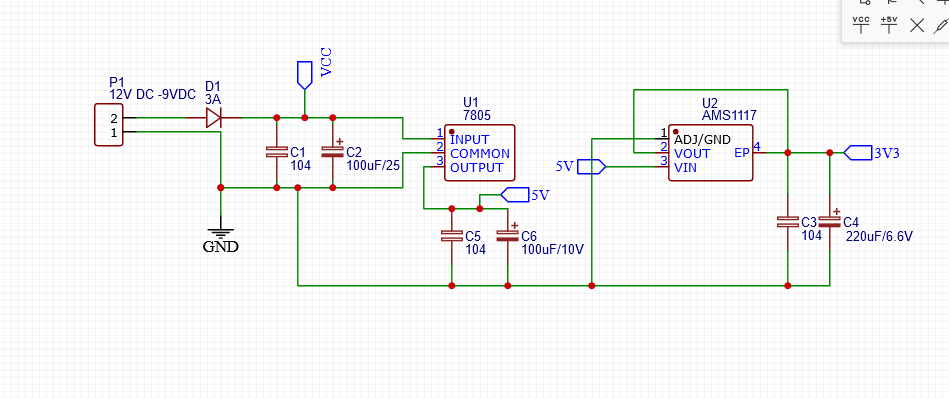 VCC
+5V
P1
12V DC -9VDC
D1
3A
2
1
VCC
C1
104
C2
100uF/25
GND
U1
7805
1
INPUT
2
COMMON
3
OUTPUT
5V
C5
104
C6
100uF/10V
U2
AMS1117
1
ADJ/GND
2
VOUT
3
VIN
EP
4
5V
3V3
C3
104
C4
220uF/6.6V